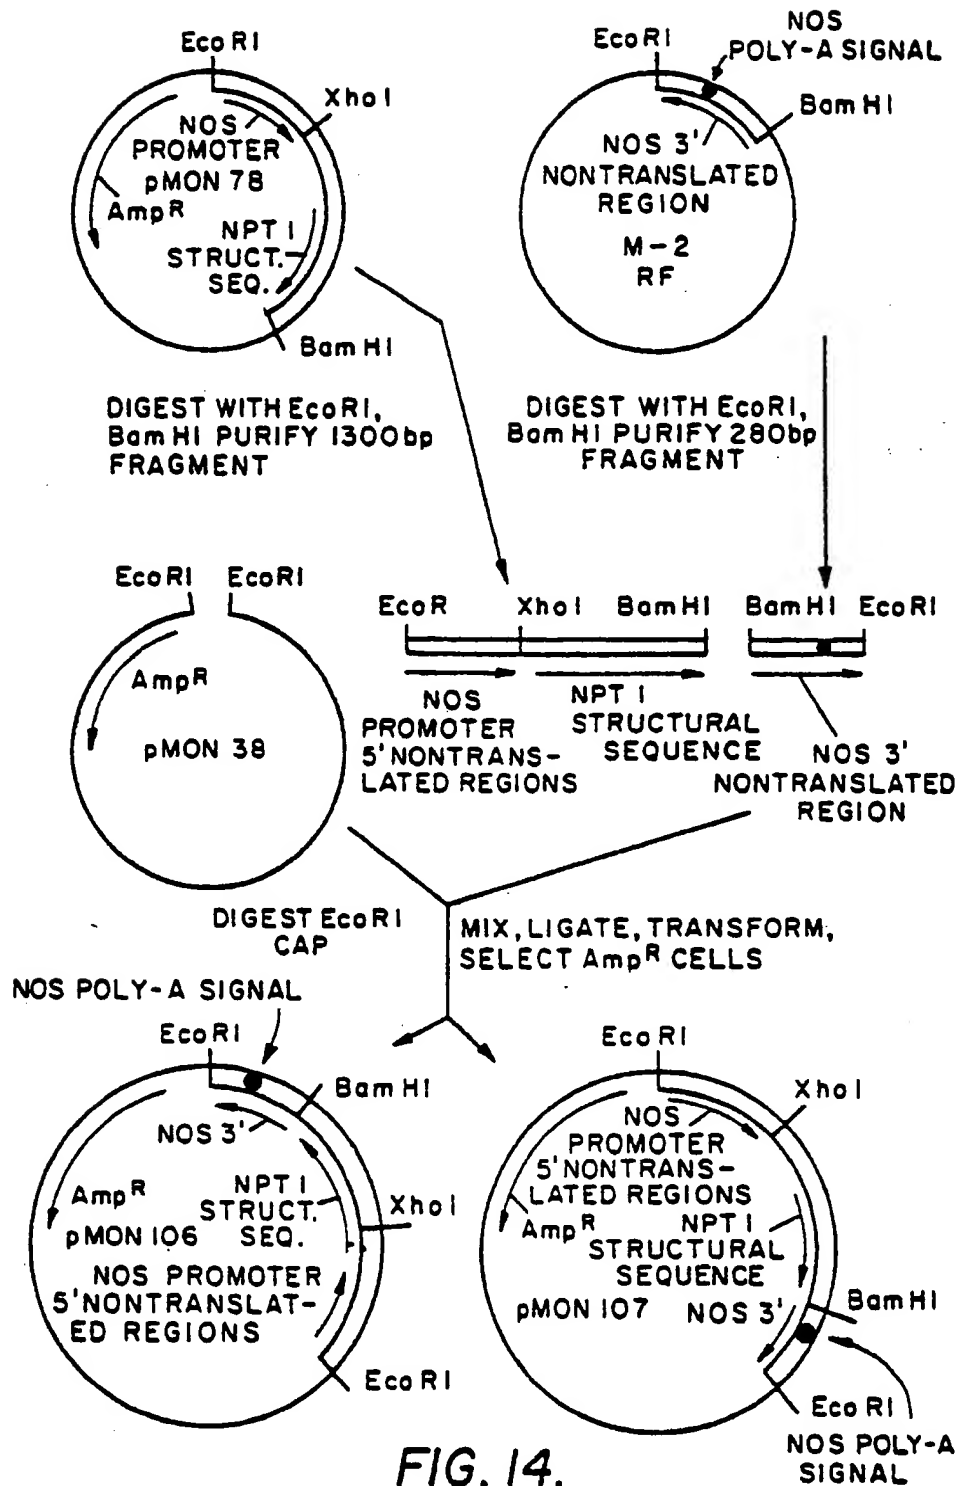 EcoRI
XhoI
NOS
PROMOTER
pMON 78
AmpR
NPT I
STRUCT.
SEQ.
BamHI
NOS
POLY-A SIGNAL
EcoRI
BamHI
NOS 3'
NONTRANSLATED
REGION
M-2
RF
DIGEST WITH EcoRI,
BamHI PURIFY 1300bp
FRAGMENT
DIGEST WITH EcoRI,
BamHI PURIFY 280bp
FRAGMENT
EcoRI EcoRI
AmpR
pMON 38
EcoR XhoI BamHI
BamHI EcoRI
NOS
PROMOTER
5'NONTRANS-
LATED REGIONS
NPT I
STRUCTURAL
SEQUENCE
NOS 3'
NONTRANSLATED
REGION
DIGEST EcoRI
CAP
MIX, LIGATE, TRANSFORM,
SELECT AmpR CELLS
NOS POLY-A SIGNAL
EcoRI
BamHI
NOS 3'
AmpR
pMON 106
NPT I
STRUCT.
SEQ.
XhoI
NOS PROMOTER
5'NONTRANSLAT-
ED REGIONS
EcoRI
EcoRI
XhoI
NOS
PROMOTER
5'NONTRANS-
LATED REGIONS
AmpR
NPT I
STRUCTURAL
SEQUENCE
pMON 107
NOS 3'
BamHI
EcoRI
NOS POLY-A
SIGNAL
FIG. 14.